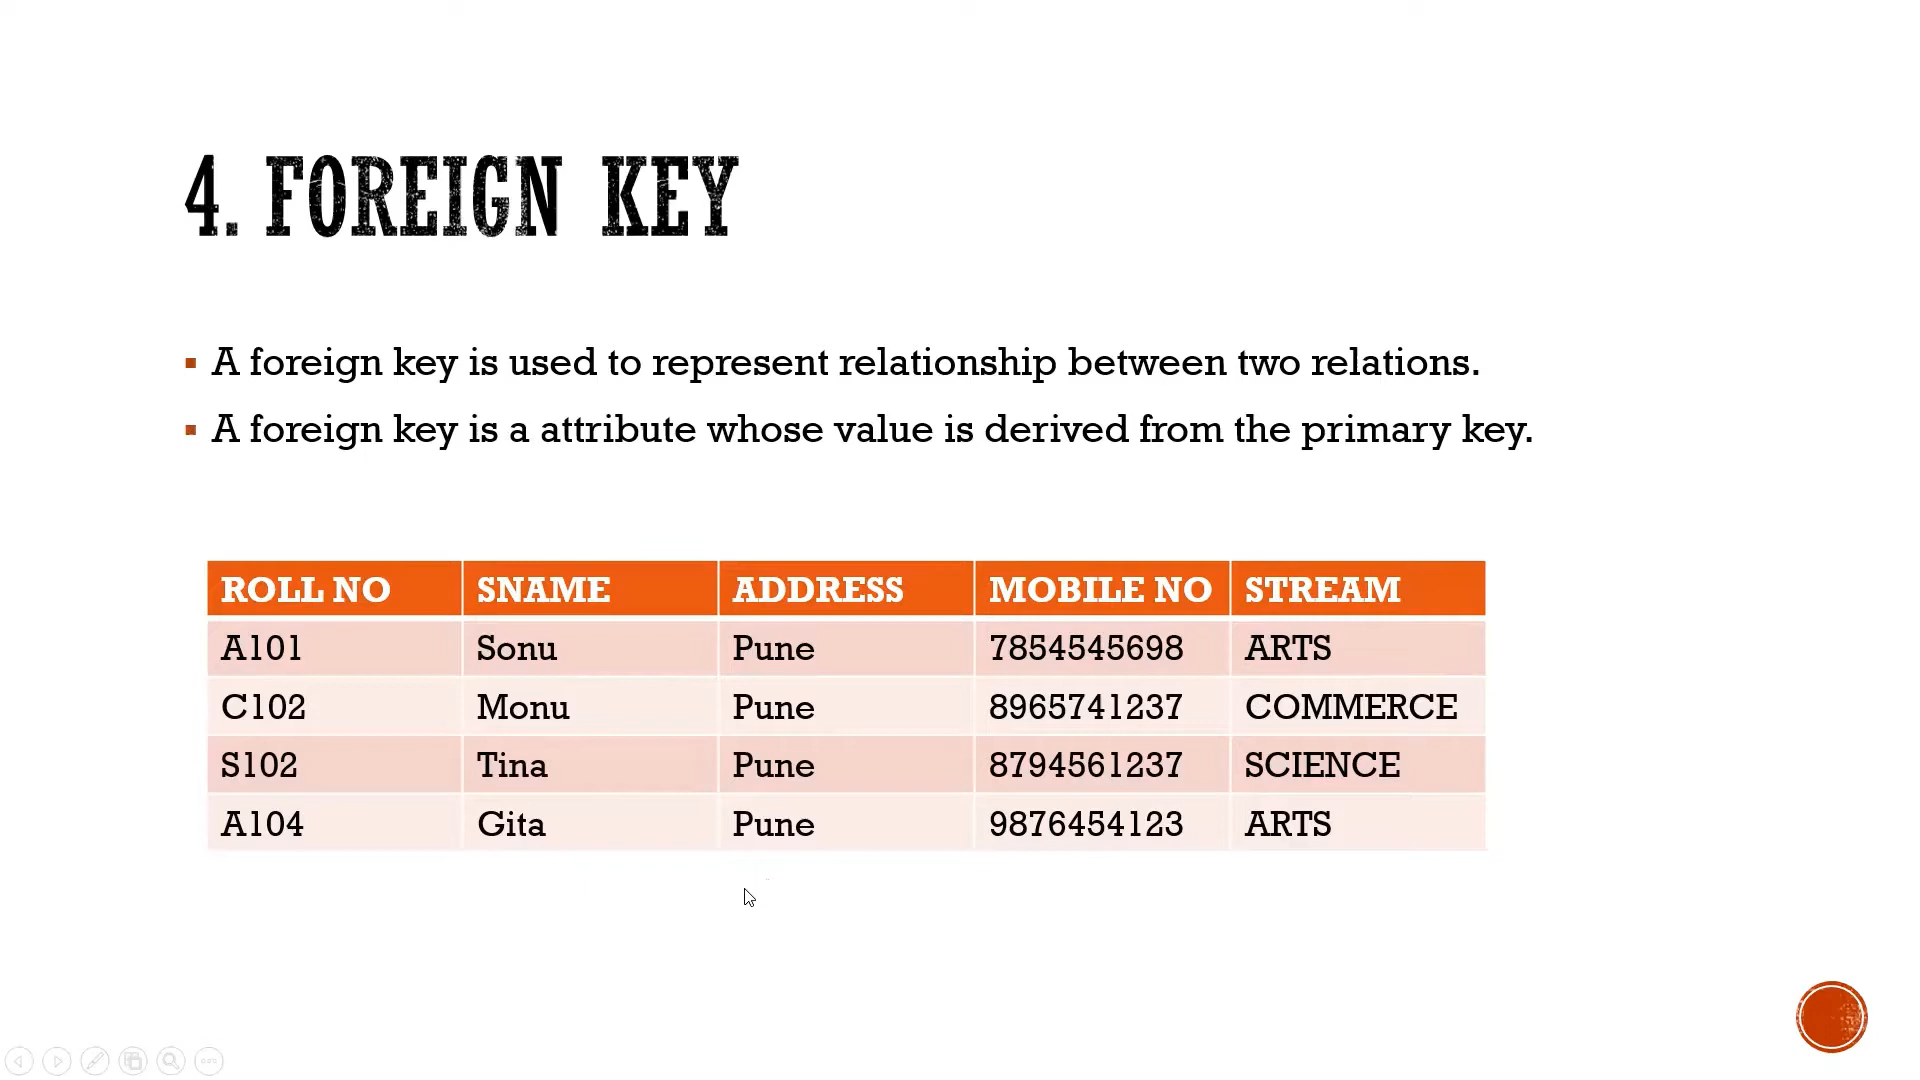 4. FOREIGN KEY
A foreign key is used to represent relationship between two relations.
A foreign key is a attribute whose value is derived from the primary key.
ROLL NO SNAME ADDRESS MOBILE NO STREAM
A101 Sonu Pune 7854545698 ARTS
C102 Monu Pune 8965741237 COMMERCE
S102 Tina Pune 8794561237 SCIENCE
A104 Gita Pune 9876454123 ARTS